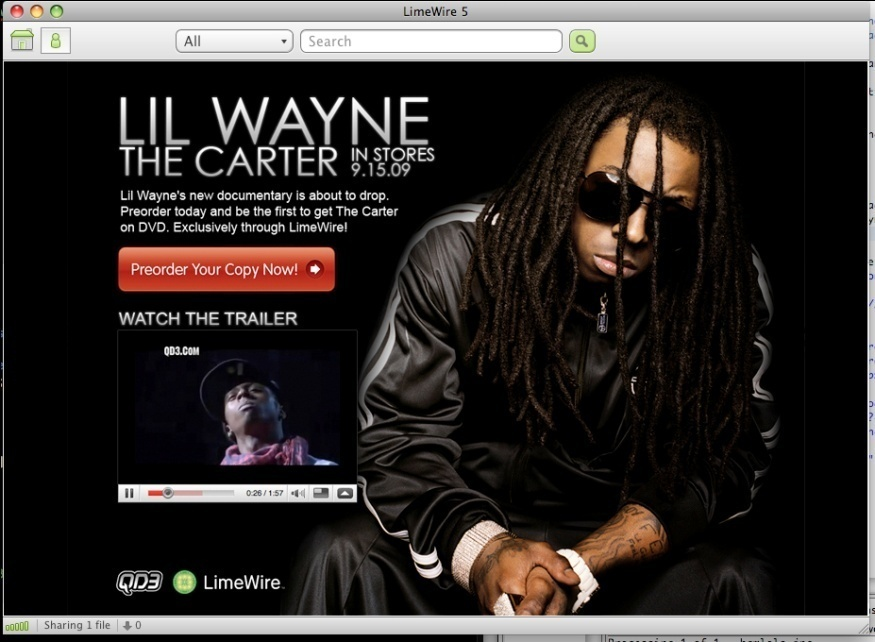 LimeWire 5
All
Search
LIL WAYNE
THE CARTER
IN STORES
9.15.09
Lil Wayne's new documentary is about to drop.
Preorder today and be the first to get The Carter
on DVD. Exclusively through LimeWire!
Preorder Your Copy Now!
WATCH THE TRAILER
QD3.COM
0:26 / 1:57
QD3
LimeWire
Sharing 1 file
0